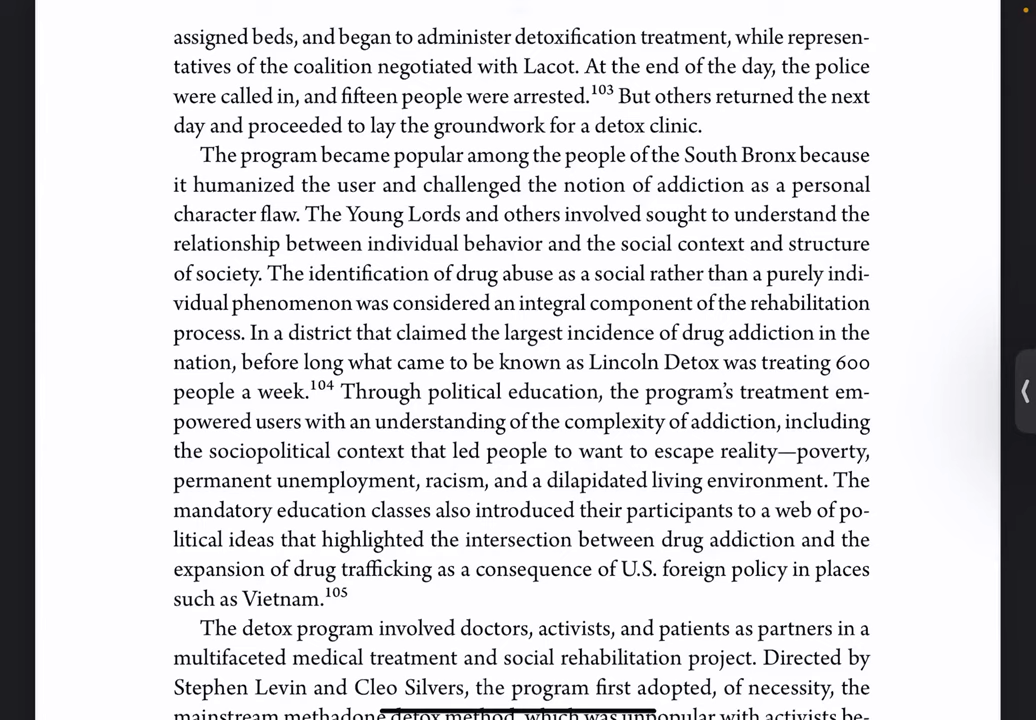 assigned beds, and began to administer detoxification treatment, while represen-
tatives of the coalition negotiated with Lacot. At the end of the day, the police
were called in, and fifteen people were arrested.103 But others returned the next
day and proceeded to lay the groundwork for a detox clinic.
The program became popular among the people of the South Bronx because
it humanized the user and challenged the notion of addiction as a personal
character flaw. The Young Lords and others involved sought to understand the
relationship between individual behavior and the social context and structure
of society. The identification of drug abuse as a social rather than a purely indi-
vidual phenomenon was considered an integral component of the rehabilitation
process. In a district that claimed the largest incidence of drug addiction in the
nation, before long what came to be known as Lincoln Detox was treating 600
people a week.104 Through political education, the program’s treatment em-
powered users with an understanding of the complexity of addiction, including
the sociopolitical context that led people to want to escape reality—poverty,
permanent unemployment, racism, and a dilapidated living environment. The
mandatory education classes also introduced their participants to a web of po-
litical ideas that highlighted the intersection between drug addiction and the
expansion of drug trafficking as a consequence of U.S. foreign policy in places
such as Vietnam.105
The detox program involved doctors, activists, and patients as partners in a
multifaceted medical treatment and social rehabilitation project. Directed by
Stephen Levin and Cleo Silvers, the program first adopted, of necessity, the
mainstream methadone detox method, which was unpopular with activists be-